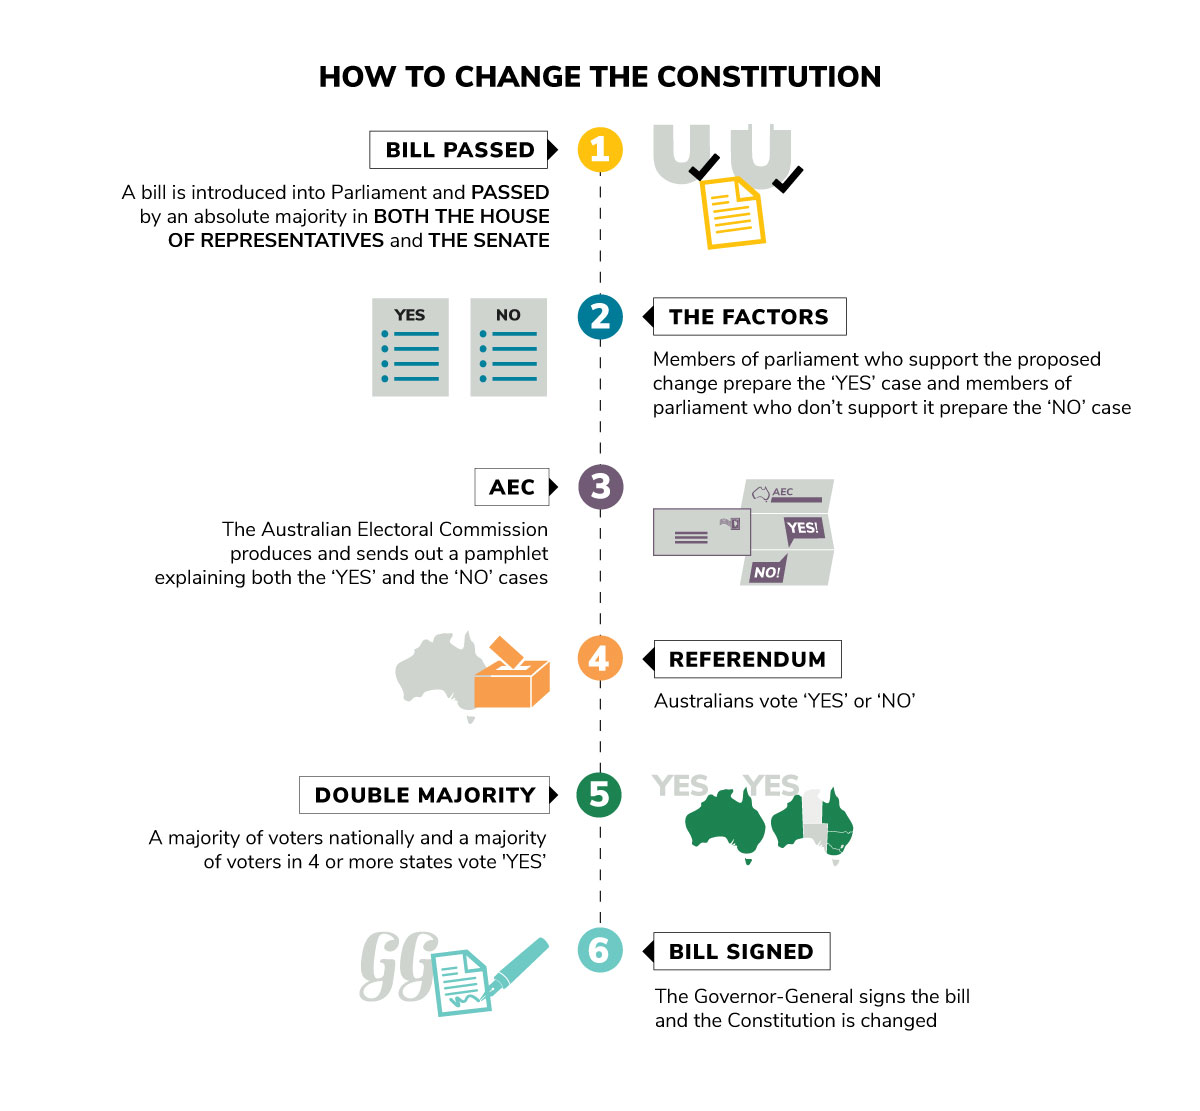 HOW TO CHANGE THE CONSTITUTION
BILL PASSED
1
A bill is introduced into Parliament and PASSED
by an absolute majority in BOTH THE HOUSE
OF REPRESENTATIVES and THE SENATE
YES
NO
2
THE FACTORS
Members of parliament who support the proposed
change prepare the ‘YES’ case and members of
parliament who don’t support it prepare the ‘NO’ case
AEC
3
The Australian Electoral Commission
produces and sends out a pamphlet
explaining both the ‘YES’ and the ‘NO’ cases
AEC
YES!
NO!
4
REFERENDUM
Australians vote ‘YES’ or ‘NO’
DOUBLE MAJORITY
5
A majority of voters nationally and a majority
of voters in 4 or more states vote 'YES’
YES YES
GG
6
BILL SIGNED
The Governor-General signs the bill
and the Constitution is changed